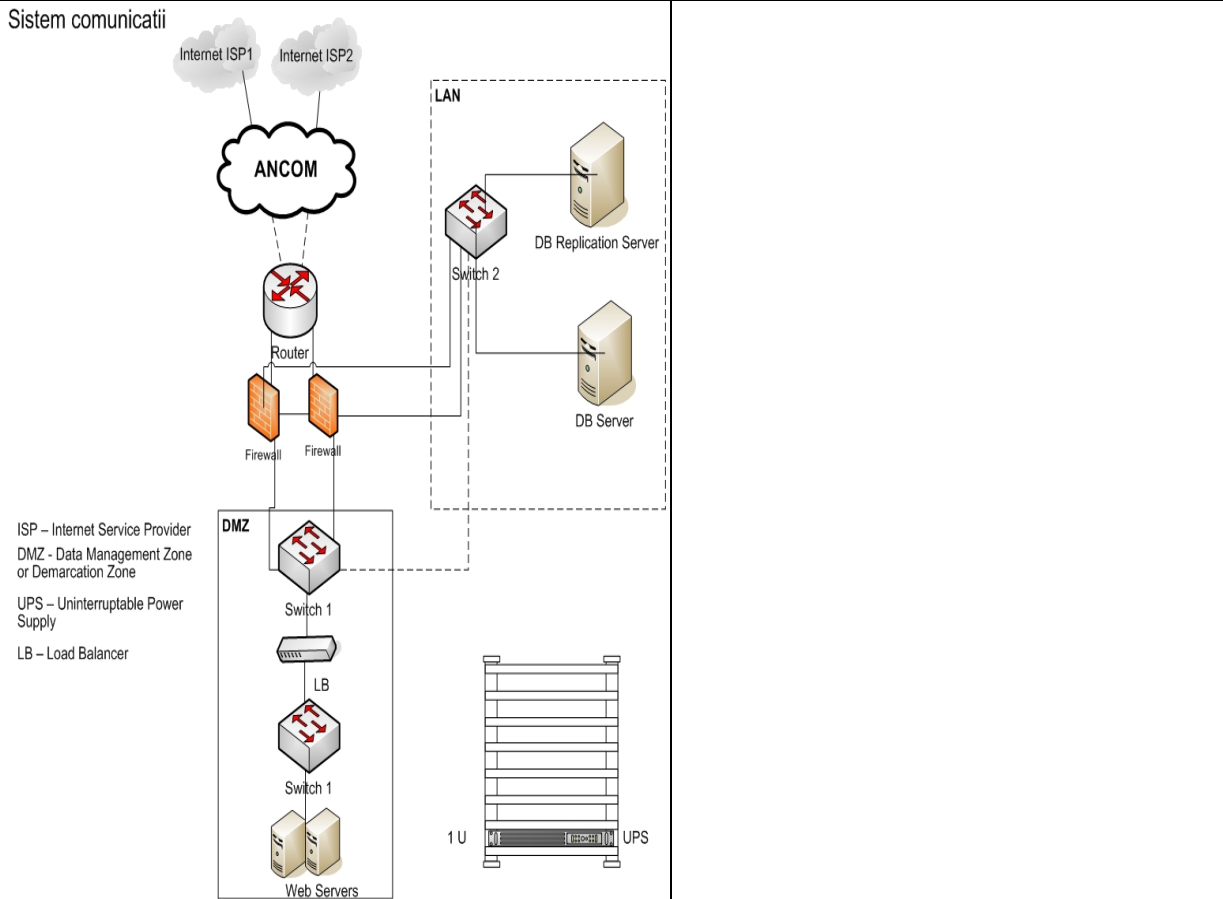 Sistem comunicatii
Internet ISP1
Internet ISP2
ANCOM
LAN
DB Replication Server
Switch 2
Router
DB Server
Firewall
Firewall
ISP – Internet Service Provider
DMZ - Data Management Zone
or Demarcation Zone
UPS – Uninterruptable Power
Supply
LB – Load Balancer
DMZ
Switch 1
LB
Switch 1
Web Servers
1 U
UPS